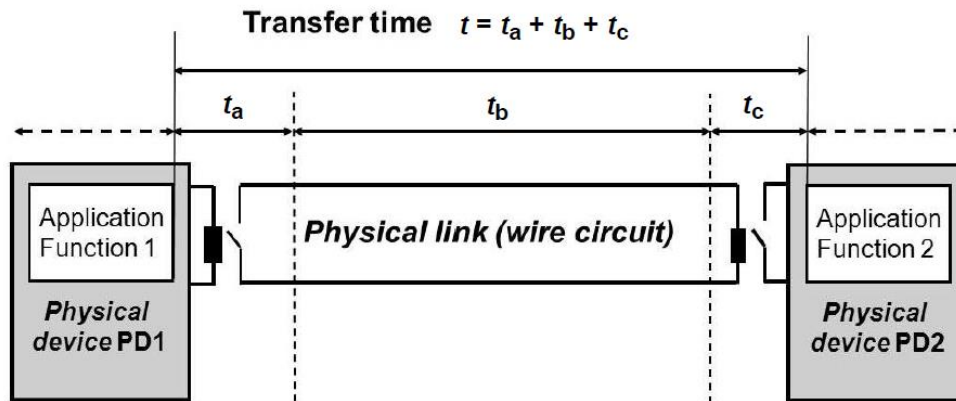 Transfer time t = ta + tb + tc
ta
tb
tc
Application
Function 1
Physical link (wire circuit)
Application
Function 2
Physical
device PD1
Physical
device PD2